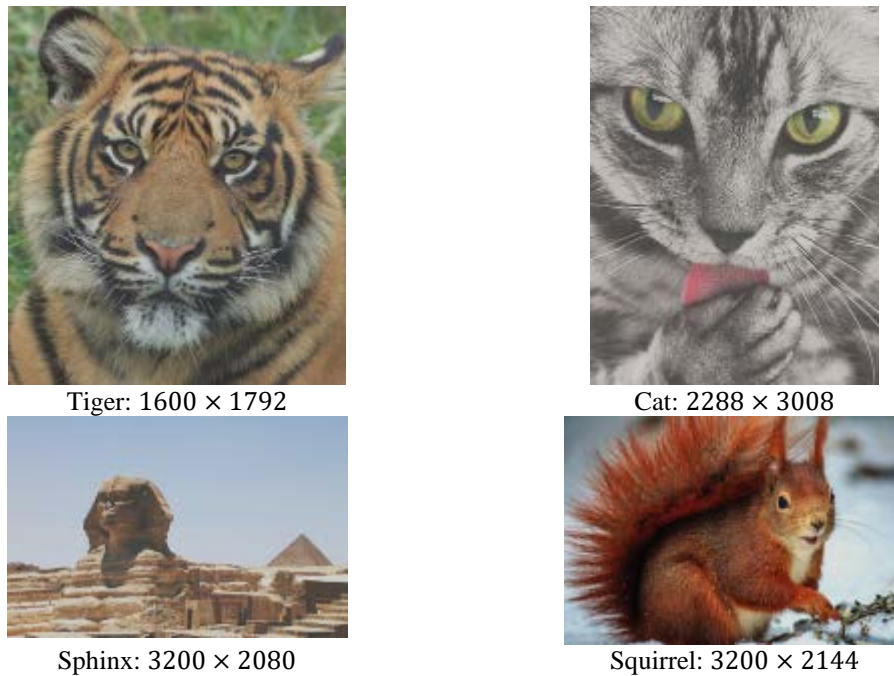 Tiger: 1600 × 1792
Cat: 2288 × 3008
Sphinx: 3200 × 2080
Squirrel: 3200 × 2144